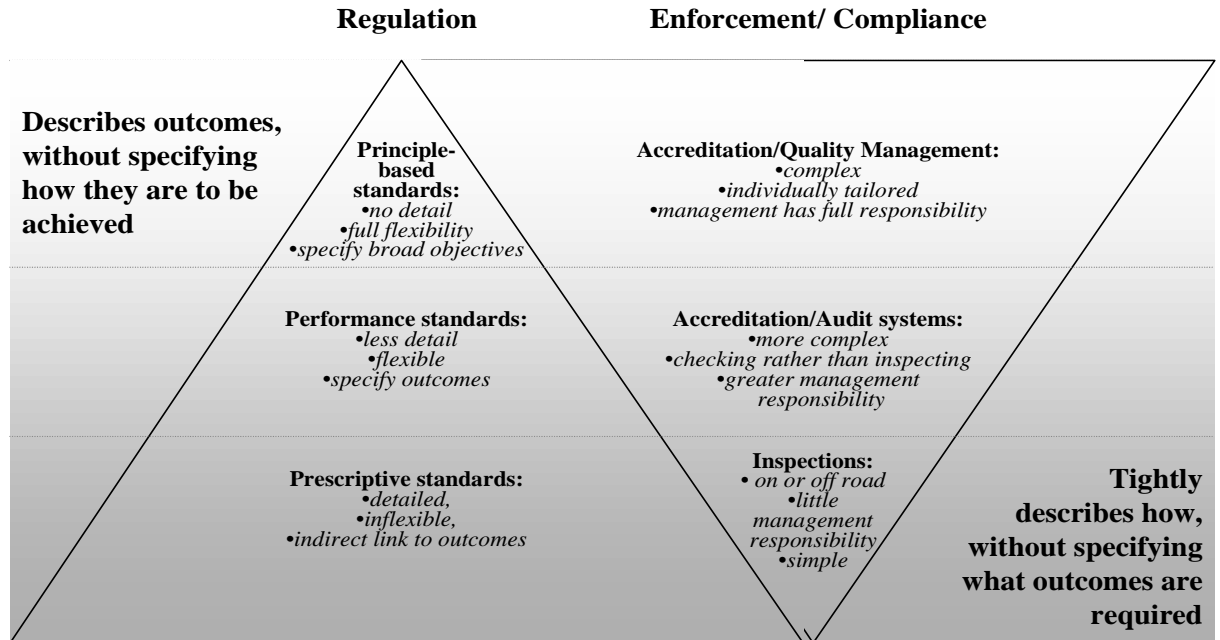 Regulation
Enforcement/ Compliance
Describes outcomes,
without specifying
how they are to be
achieved
Principle-
based
standards:
•no detail
•full flexibility
•specify broad objectives
Accreditation/Quality Management:
•complex
•individually tailored
•management has full responsibility
Performance standards:
•less detail
•flexible
•specify outcomes
Accreditation/Audit systems:
•more complex
•checking rather than inspecting
•greater management
responsibility
Prescriptive standards:
•detailed,
•inflexible,
•indirect link to outcomes
Inspections:
• on or off road
•little
management
responsibility
•simple
Tightly
describes how,
without specifying
what outcomes are
required